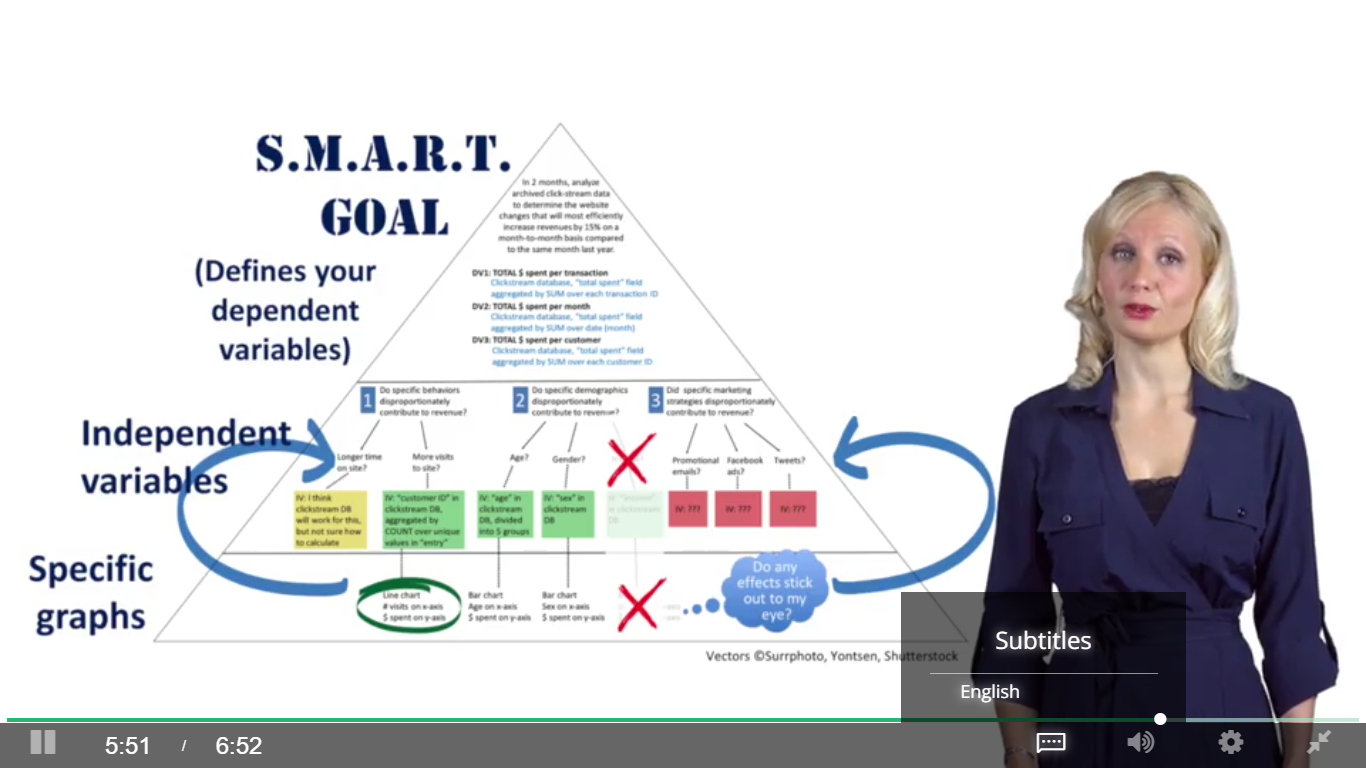 S.M.A.R.T.
GOAL
(Defines your
dependent
variables)
In 2 months, analyze
archived click-stream data
to determine the website
changes that will most efficiently
increase revenues by 15% on a
month-to-month basis compared
to the same month last year.
DV1: TOTAL $ spent per transaction
Clickstream database, "total spent" field
aggregated by SUM over each transaction ID
DV2: TOTAL $ spent per month
Clickstream database, "total spent" field
aggregated by SUM over date (month)
DV3: TOTAL $ spent per customer
Clickstream database, "total spent" field
aggregated by SUM over each customer ID
1
Do specific behaviors
disproportionately
contribute to revenue?
2
Do specific demographics
disproportionately
contribute to revenue?
3
Did specific marketing
strategies disproportionately
contribute to revenue?
Independent
variables
Longer time
on site?
More visits
to site?
Age?
Gender?
Promotional
emails?
Facebook
ads?
Tweets?
IV: I think
clickstream DB
will work for this,
but not sure how
to calculate
IV: "customer ID" in
clickstream DB,
aggregated by
COUNT over unique
values in "entry"
IV: "age" in
clickstream
DB, divided
into 5 groups
IV: "sex" in
clickstream
DB
in clickstream
DB
IV: ???
IV: ???
IV: ???
Specific
graphs
Line chart
# visits on x-axis
$ spent on y-axis
Bar chart
Age on x-axis
$ spent on y-axis
Bar chart
Sex on x-axis
$ spent on y-axis
Do any
effects stick
out to my
eye?
Vectors ©Surrphoto, Yontsen, Shutterstock
Subtitles
English
5:51 / 6:52